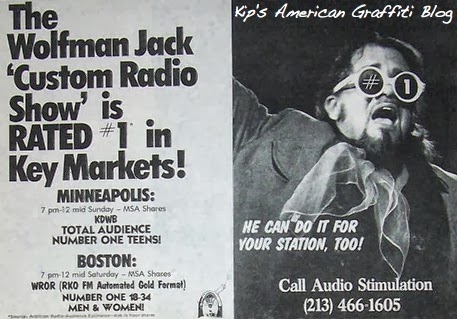 Kip's American Graffiti Blog
The
Wolfman Jack
'Custom Radio
Show' is
RATED #1* in
Key Markets!
MINNEAPOLIS:
7 pm-12 mid Sunday – MSA Shares
KDWB
TOTAL AUDIENCE
NUMBER ONE TEENS!
BOSTON:
7 pm-12 mid Saturday – MSA Shares
WROR (RKO FM Automated Gold Format)
NUMBER ONE 18-34
MEN & WOMEN!
# 1
HE CAN DO IT FOR
YOUR STATION, TOO!
Call Audio Stimulation
(213) 466-1605